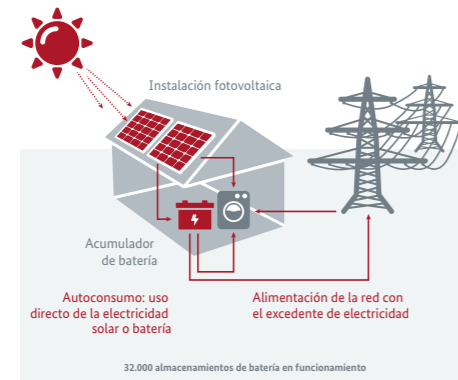 Instalación fotovoltaica
Acumulador
de batería
Autoconsumo: uso
directo de la electricidad
solar o batería
Alimentación de la red con
el excedente de electricidad
32.000 almacenamientos de batería en funcionamiento